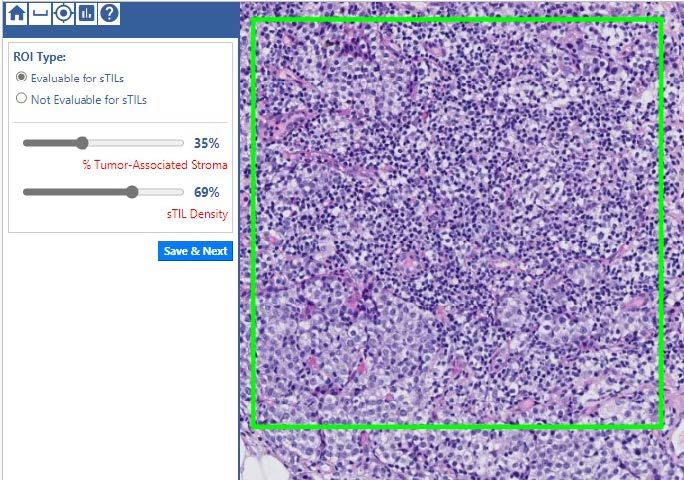 ROI Type:
Evaluable for sTILs
Not Evaluable for sTILs
35%
% Tumor-Associated Stroma
69%
sTIL Density
Save & Next